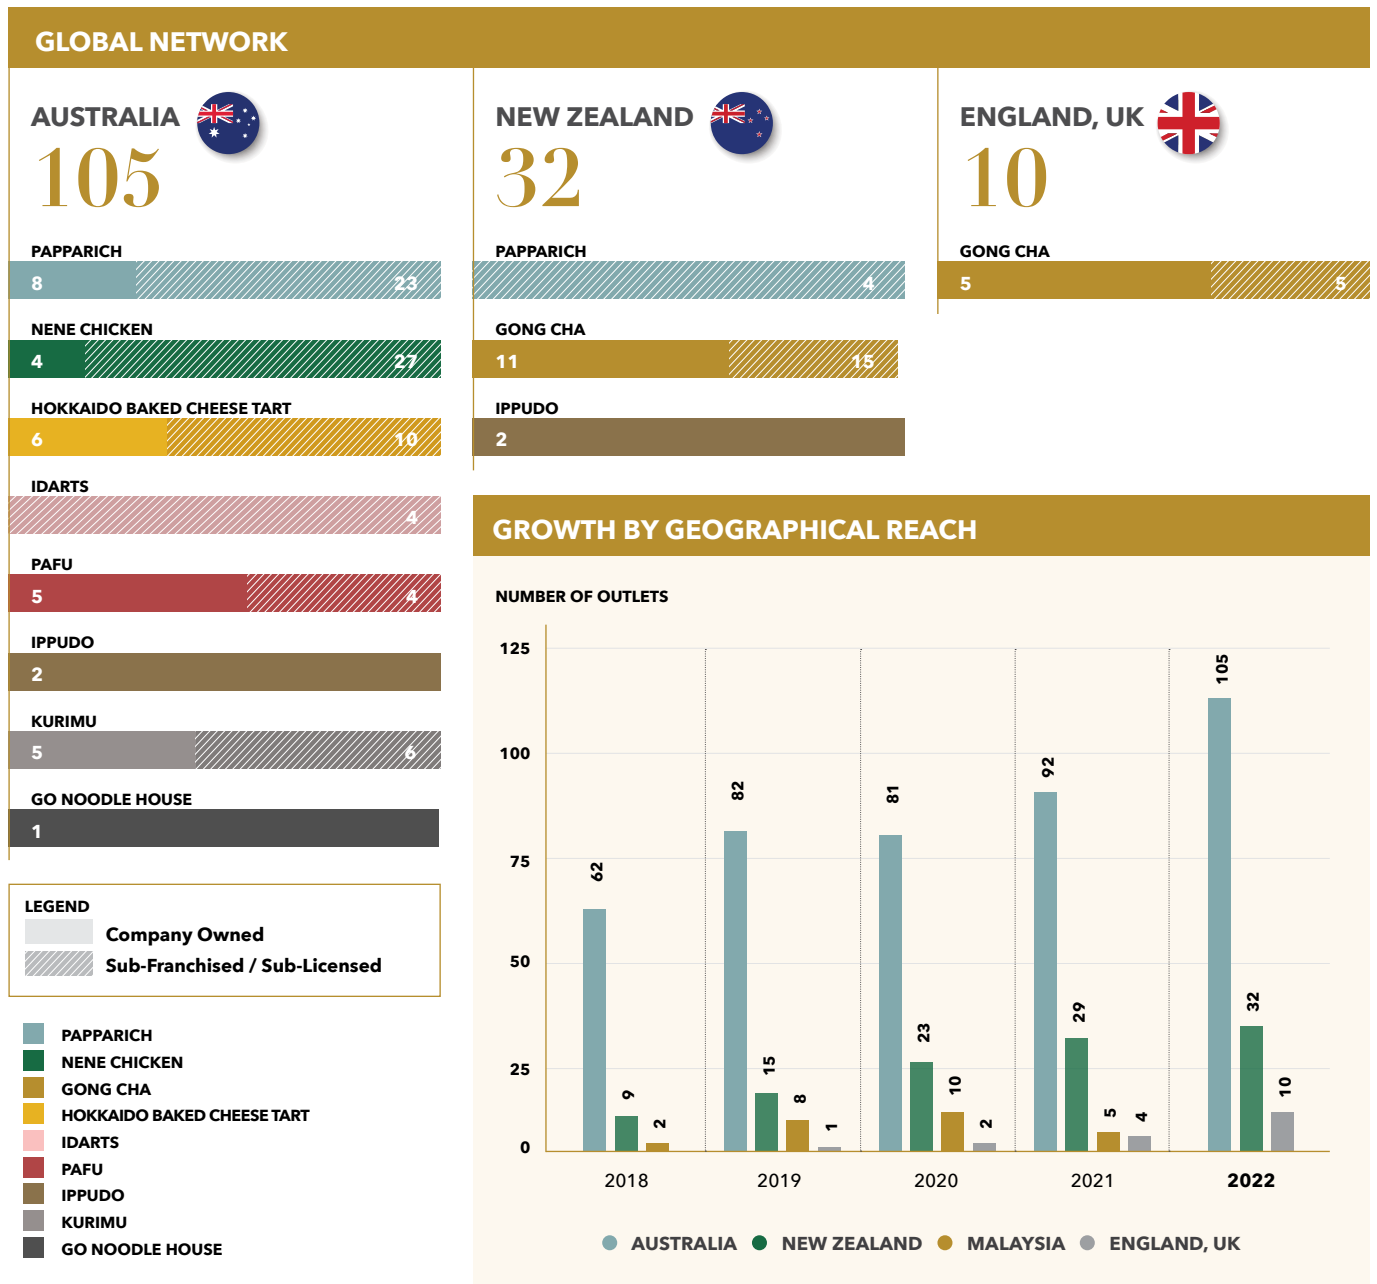 GLOBAL NETWORK
AUSTRALIA
105
PAPPARICH
8 23
NENE CHICKEN
4 27
HOKKAIDO BAKED CHEESE TART
6 10
IDARTS
4
PAFU
5 4
IPPUDO
2
KURIMU
5 6
GO NOODLE HOUSE
1
NEW ZEALAND
32
PAPPARICH
4
GONG CHA
11 15
IPPUDO
2
ENGLAND, UK
10
GONG CHA
5 5
LEGEND
Company Owned
Sub-Franchised / Sub-Licensed
PAPPARICH
NENE CHICKEN
GONG CHA
HOKKAIDO BAKED CHEESE TART
IDARTS
PAFU
IPPUDO
KURIMU
GO NOODLE HOUSE
GROWTH BY GEOGRAPHICAL REACH
NUMBER OF OUTLETS
125
100
75
50
25
0
62 9 2
82 15 8 1
81 23 10 2
92 29 5 4
105 32 10
2018 2019 2020 2021 2022
AUSTRALIA NEW ZEALAND MALAYSIA ENGLAND, UK